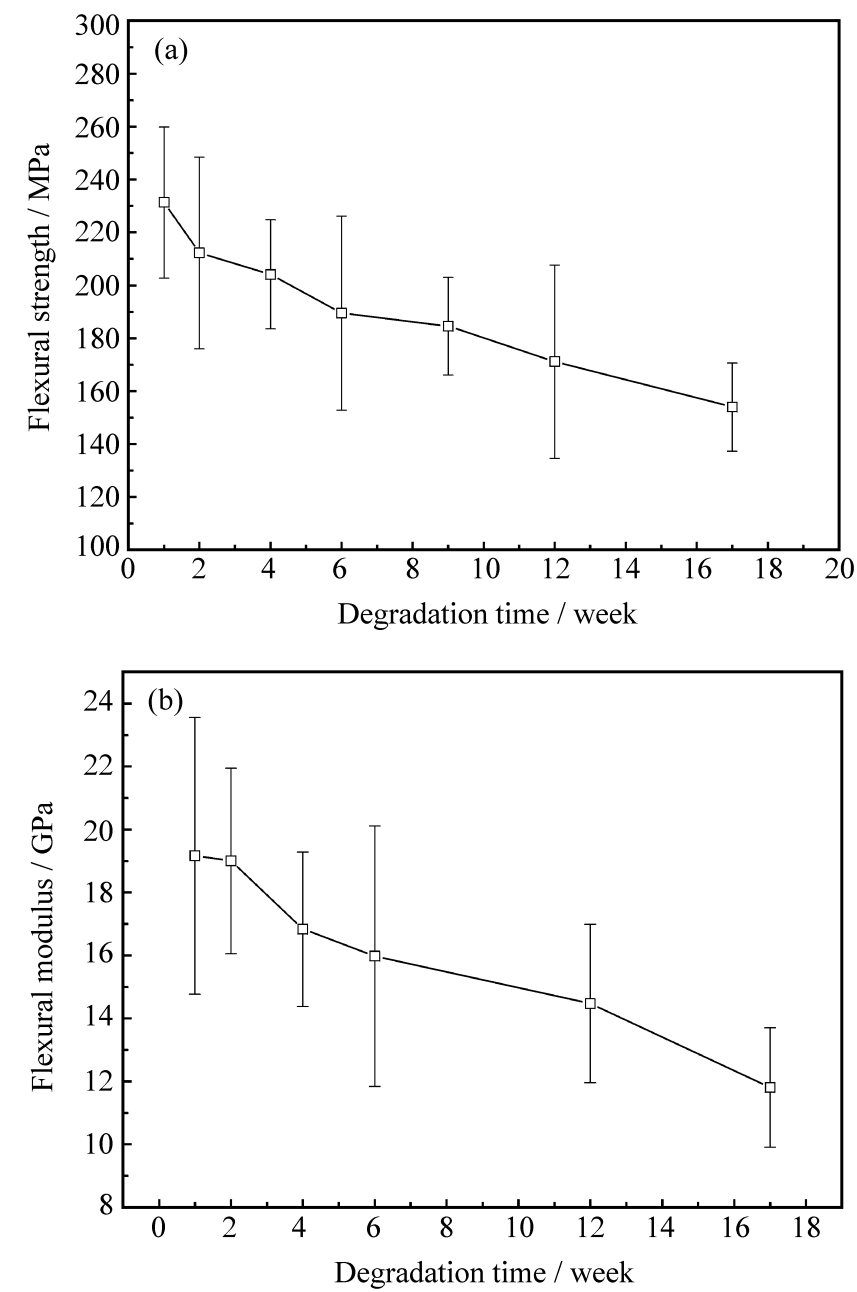 (a)
300
280
260
240
220
200
180
160
140
120
100
Flexural strength / MPa
0 2 4 6 8 10 12 14 16 18 20
Degradation time / week
(b)
24
22
20
18
16
14
12
10
8
Flexural modulus / GPa
0 2 4 6 8 10 12 14 16 18
Degradation time / week